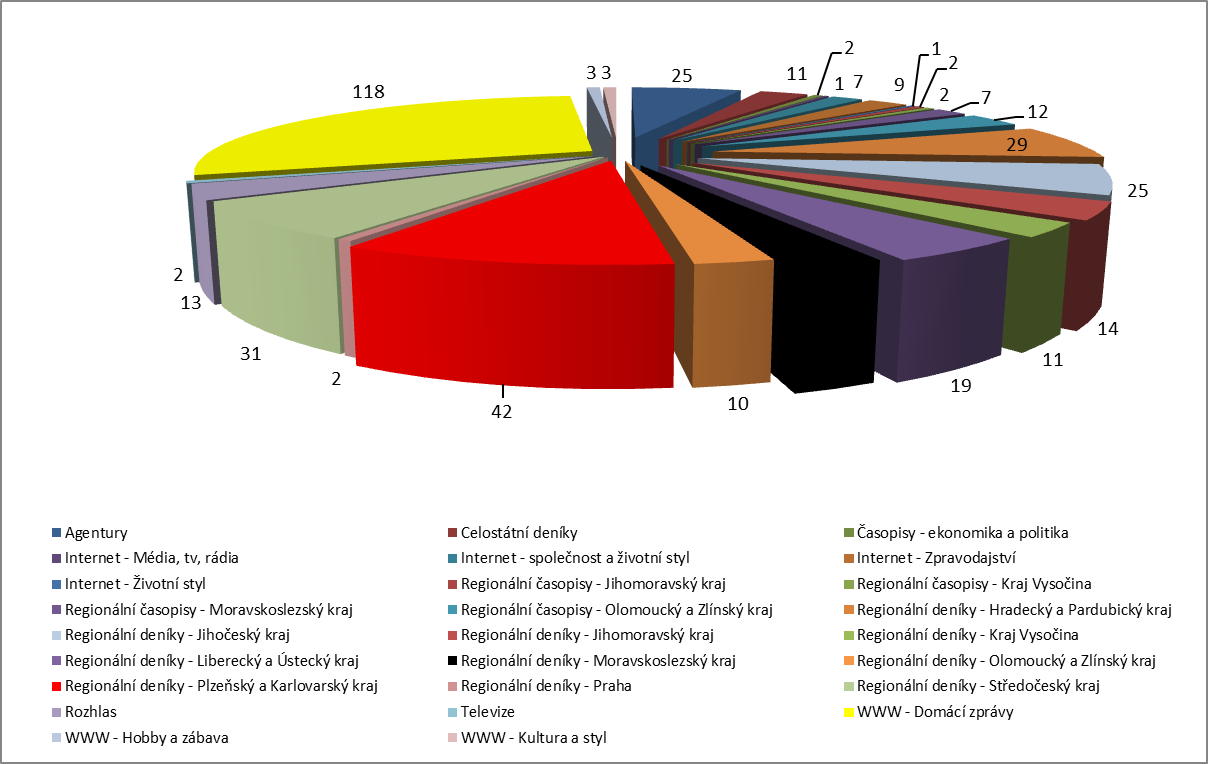 2
1
2
3 3
25
11
1 7
9
2
7
118
12
29
25
2
13
14
31
11
2
19
42
10
Agentury
Celostátní deníky
Časopisy - ekonomika a politika
Internet - Média, tv, rádia
Internet - společnost a životní styl
Internet - Zpravodajství
Internet - Životní styl
Regionální časopisy - Jihomoravský kraj
Regionální časopisy - Kraj Vysočina
Regionální časopisy - Moravskoslezský kraj
Regionální časopisy - Olomoucký a Zlínský kraj
Regionální deníky - Hradecký a Pardubický kraj
Regionální deníky - Jihočeský kraj
Regionální deníky - Jihomoravský kraj
Regionální deníky - Kraj Vysočina
Regionální deníky - Liberecký a Ústecký kraj
Regionální deníky - Moravskoslezský kraj
Regionální deníky - Olomoucký a Zlínský kraj
Regionální deníky - Plzeňský a Karlovarský kraj
Regionální deníky - Praha
Regionální deníky - Středočeský kraj
Rozhlas
Televize
WWW - Domácí zprávy
WWW - Hobby a zábava
WWW - Kultura a styl